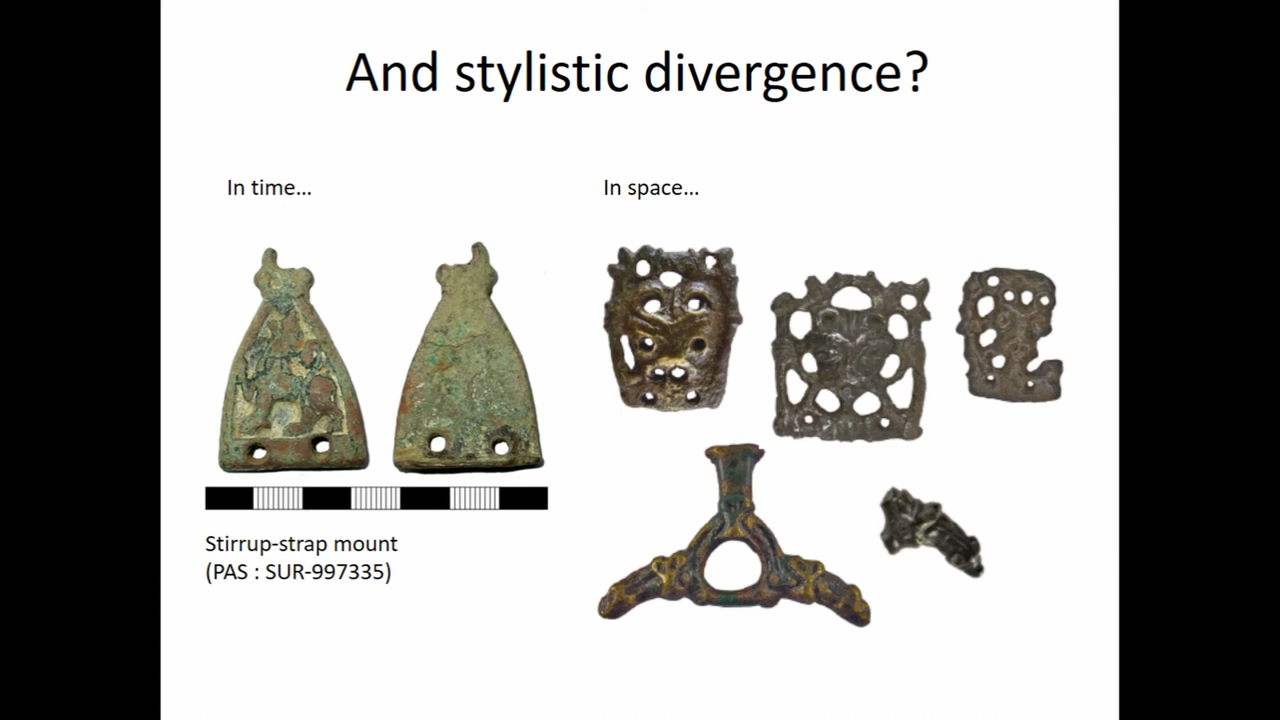 And stylistic divergence?
In time...
In space...
Stirrup-strap mount
(PAS : SUR-997335)